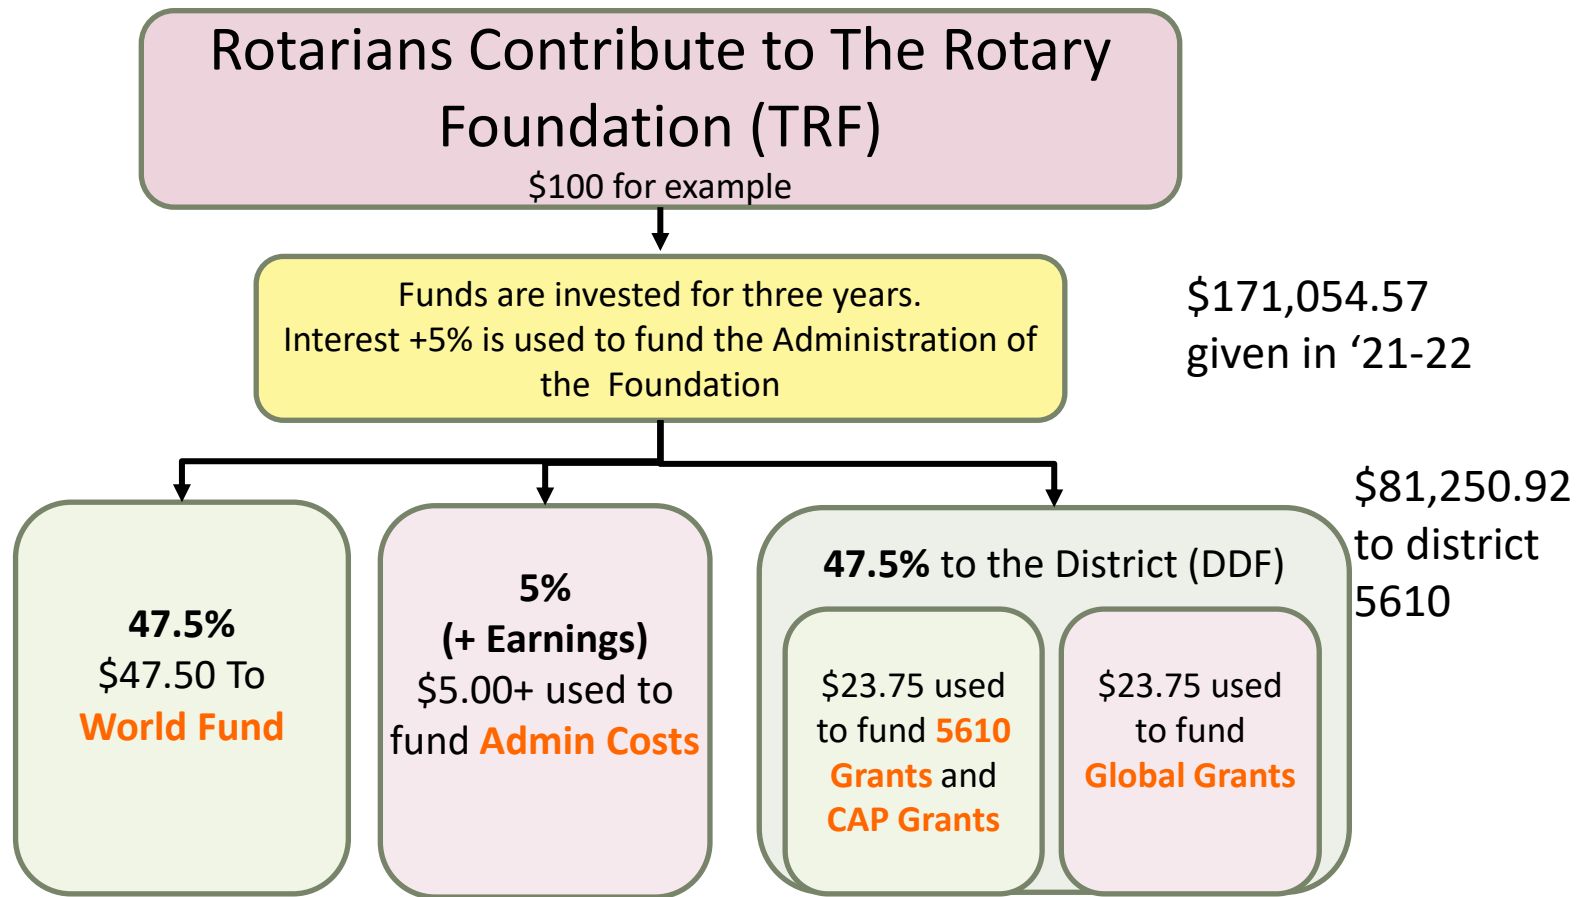 Rotarians Contribute to The Rotary
Foundation (TRF)
$100 for example
Funds are invested for three years.
Interest +5% is used to fund the Administration of
the  Foundation
$171,054.57
given in ‘21-22
$81,250.92
to district
5610
47.5%
$47.50 To
World Fund
5%
(+ Earnings)
$5.00+ used to
fund Admin Costs
47.5% to the District (DDF)
$23.75 used
to fund 5610
Grants and
CAP Grants
$23.75 used
to fund
Global Grants